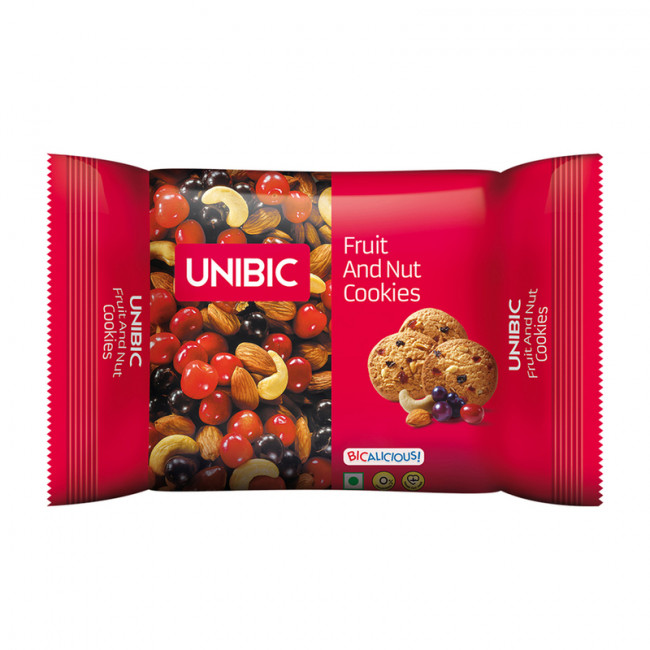 UNIBIC
Fruit And Nut
Cookies
UNIBIC
Fruit
And Nut
Cookies
BICALICIOUS!
UNIBIC
Fruit And Nut
Cookies